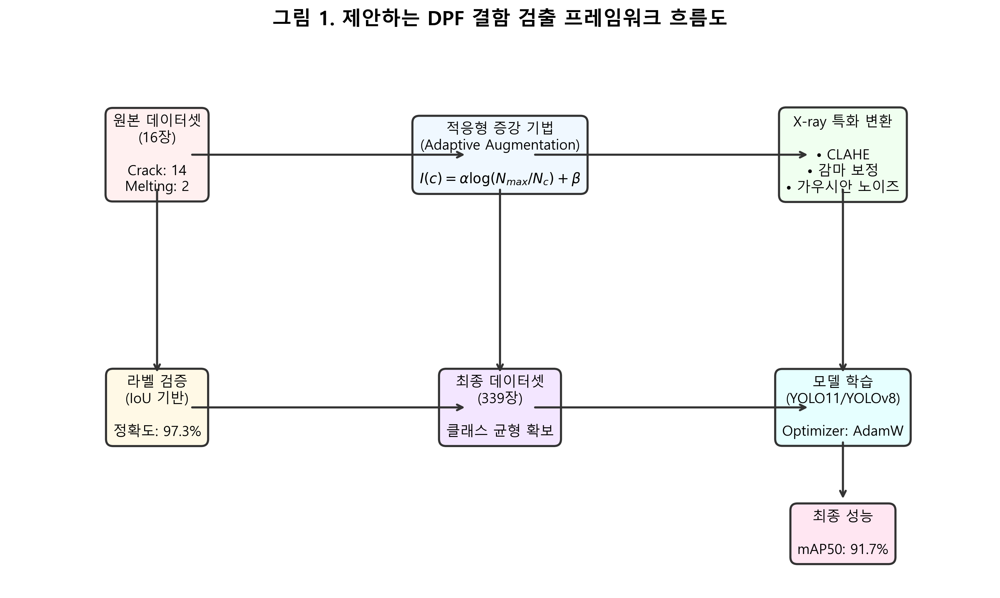 그림 1. 제안하는 DPF 결함 검출 프레임워크 흐름도
원본 데이터셋
(16장)
Crack: 14
Melting: 2
적응형 증강 기법
(Adaptive Augmentation)
I(c) = αlog(N_max/N_c) + β
X-ray 특화 변환
• CLAHE
• 감마 보정
• 가우시안 노이즈
라벨 검증
(IoU 기반)
정확도: 97.3%
최종 데이터셋
(339장)
클래스 균형 확보
모델 학습
(YOLO11/YOLOv8)
Optimizer: AdamW
최종 성능
mAP50: 91.7%